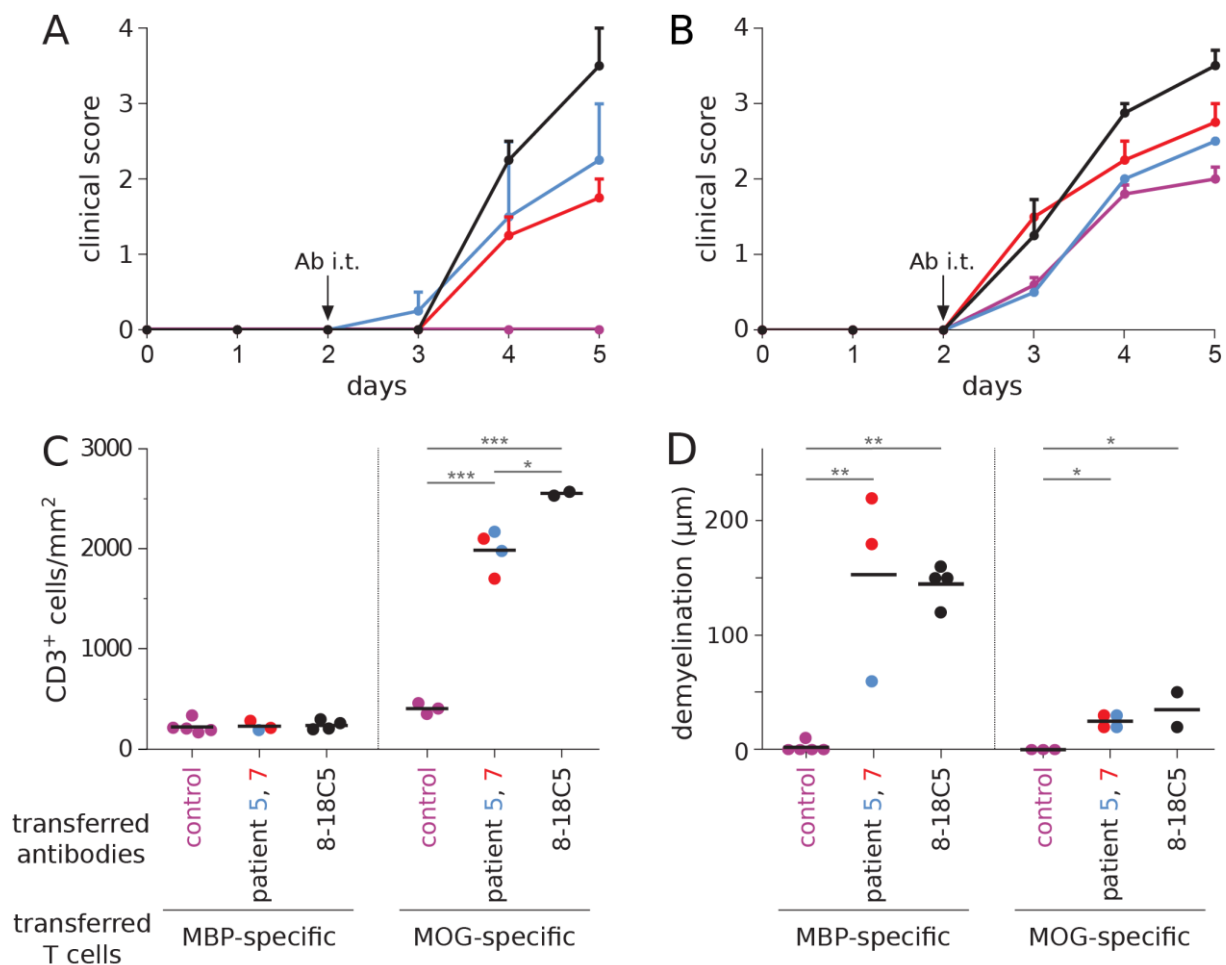 A
clinical score
4
3
2
1
0
Ab i.t.
0 1 2 3 4 5
days
B
clinical score
4
3
2
1
0
Ab i.t.
0 1 2 3 4 5
days
C
CD3⁺ cells/mm²
3000
2000
1000
0
***
***
*
control
patient 5, 7
8-18C5
control
patient 5, 7
8-18C5
transferred
antibodies
transferred
T cells
MBP-specific
MOG-specific
D
demyelination (μm)
200
100
0
**
**
*
*
control
patient 5, 7
8-18C5
control
patient 5, 7
8-18C5
MBP-specific
MOG-specific